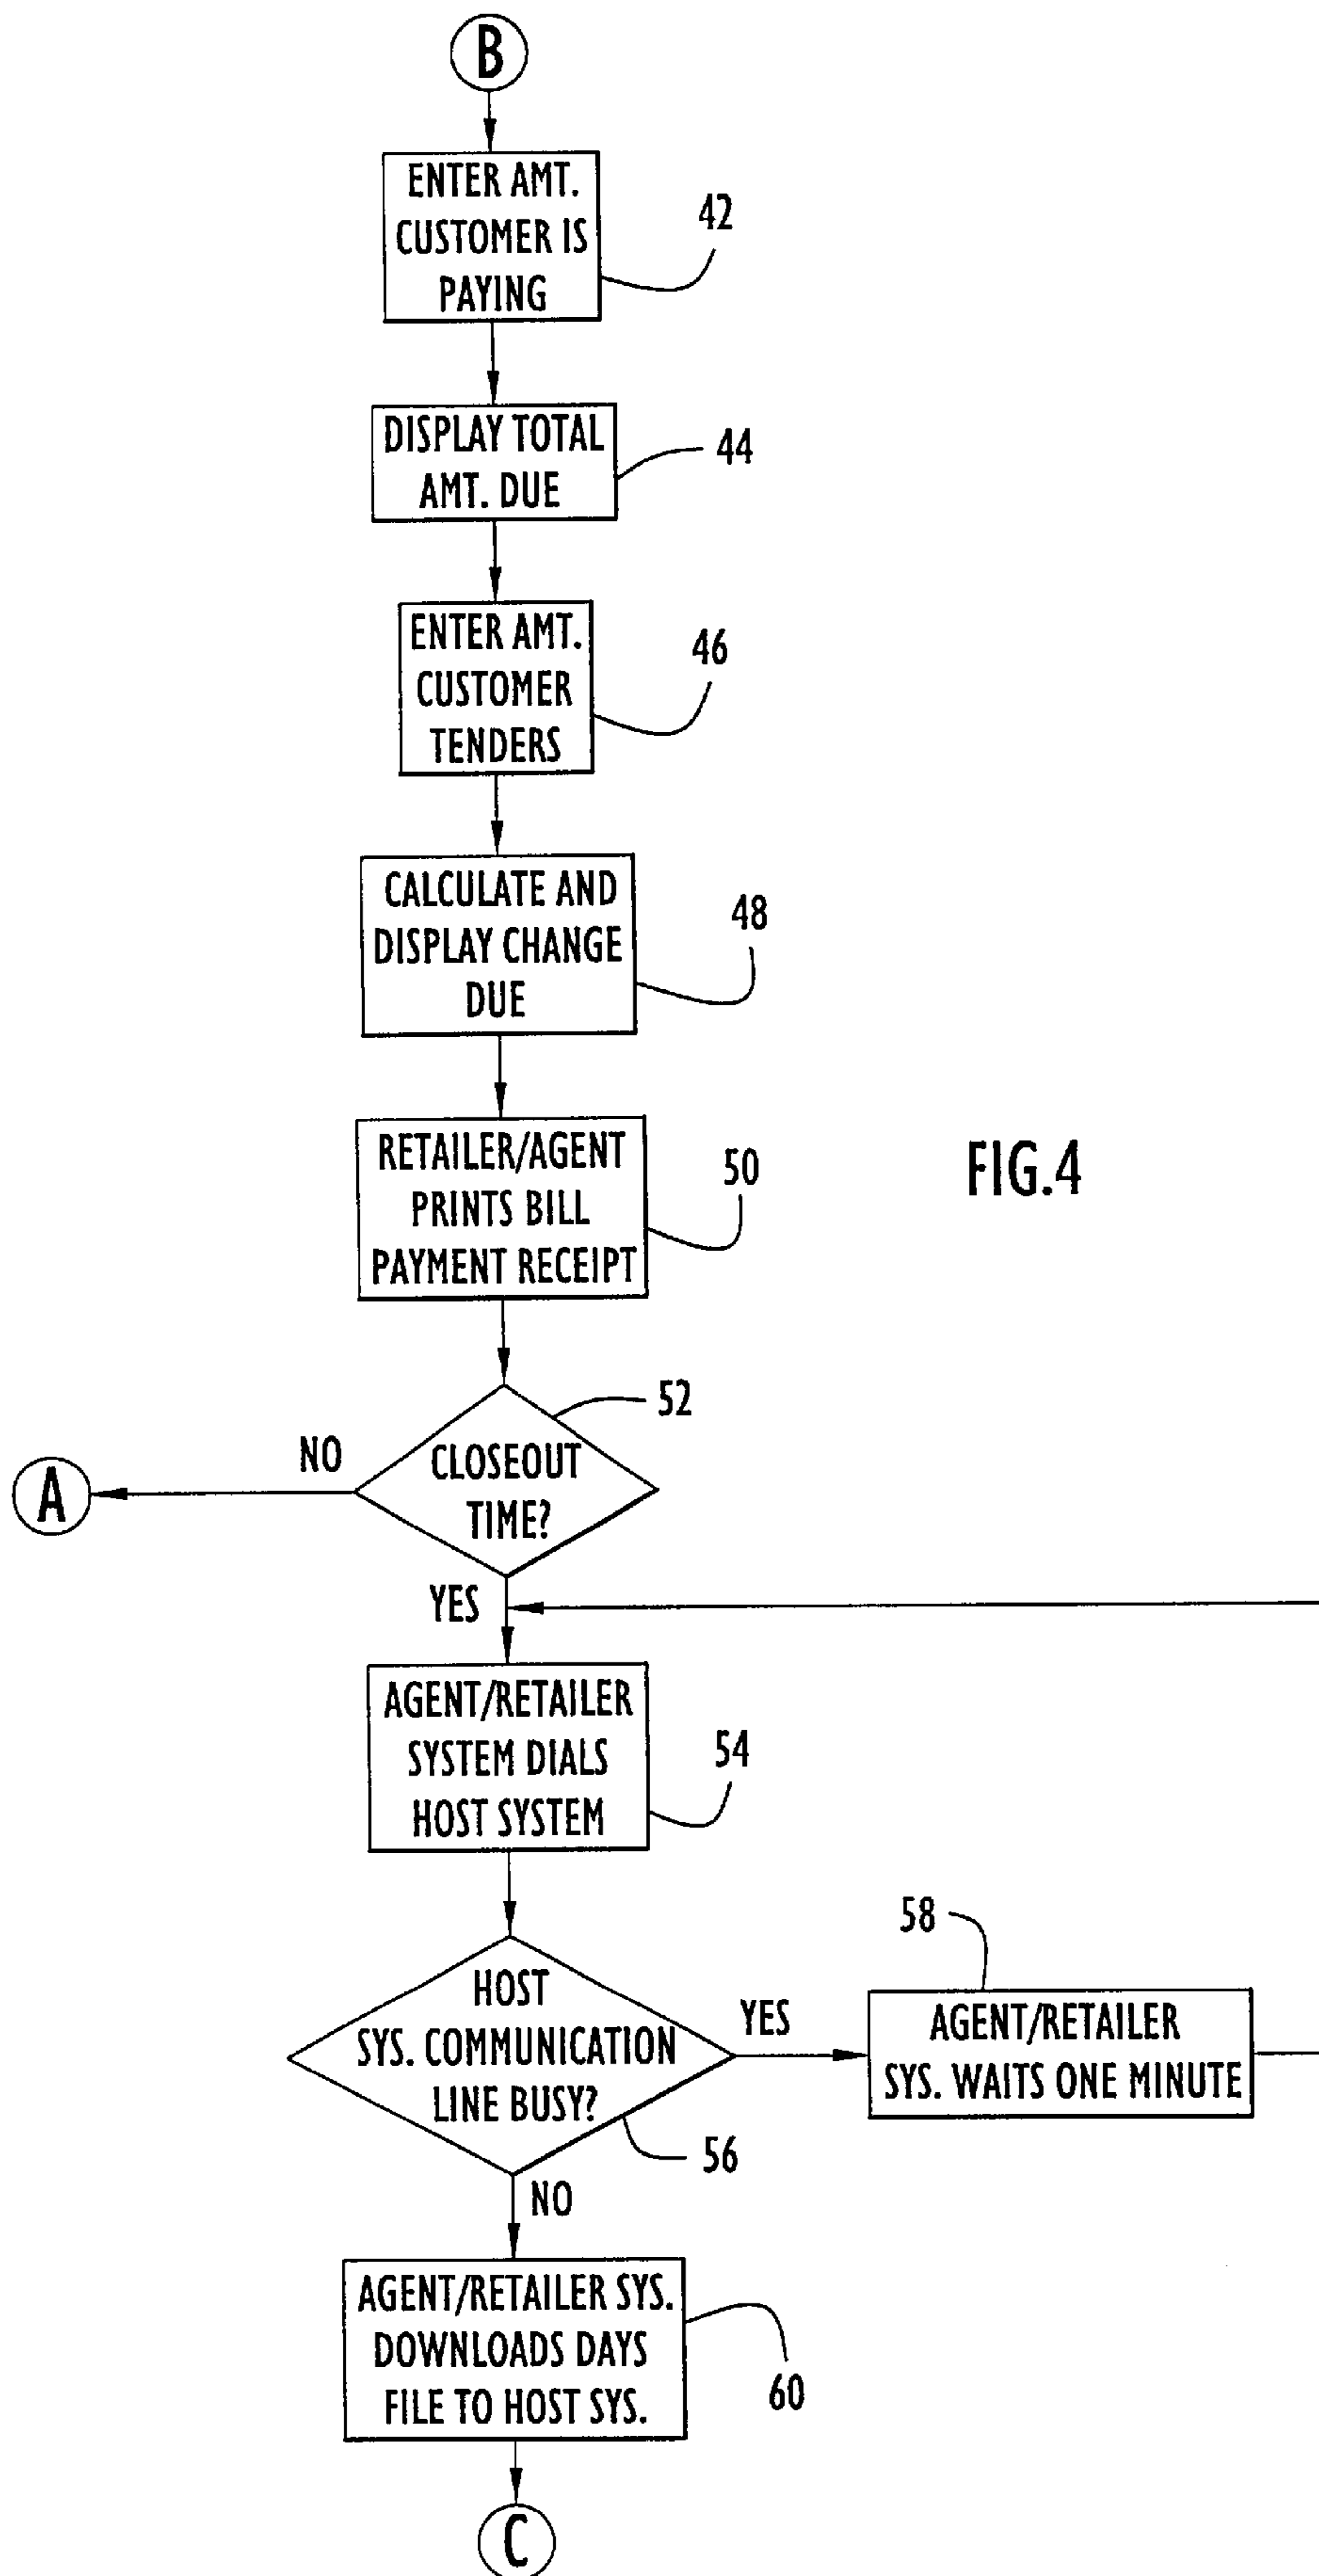 B
ENTER AMT.
CUSTOMER IS
PAYING
42
DISPLAY TOTAL
AMT. DUE
44
ENTER AMT.
CUSTOMER
TENDERS
46
CALCULATE AND
DISPLAY CHANGE
DUE
48
RETAILER/AGENT
PRINTS BILL
PAYMENT RECEIPT
50
FIG.4
52
CLOSEOUT
TIME?
NO
A
YES
AGENT/RETAILER
SYSTEM DIALS
HOST SYSTEM
54
HOST
SYS. COMMUNICATION
LINE BUSY?
56
YES
58
AGENT/RETAILER
SYS. WAITS ONE MINUTE
NO
AGENT/RETAILER SYS.
DOWNLOADS DAYS
FILE TO HOST SYS.
60
C